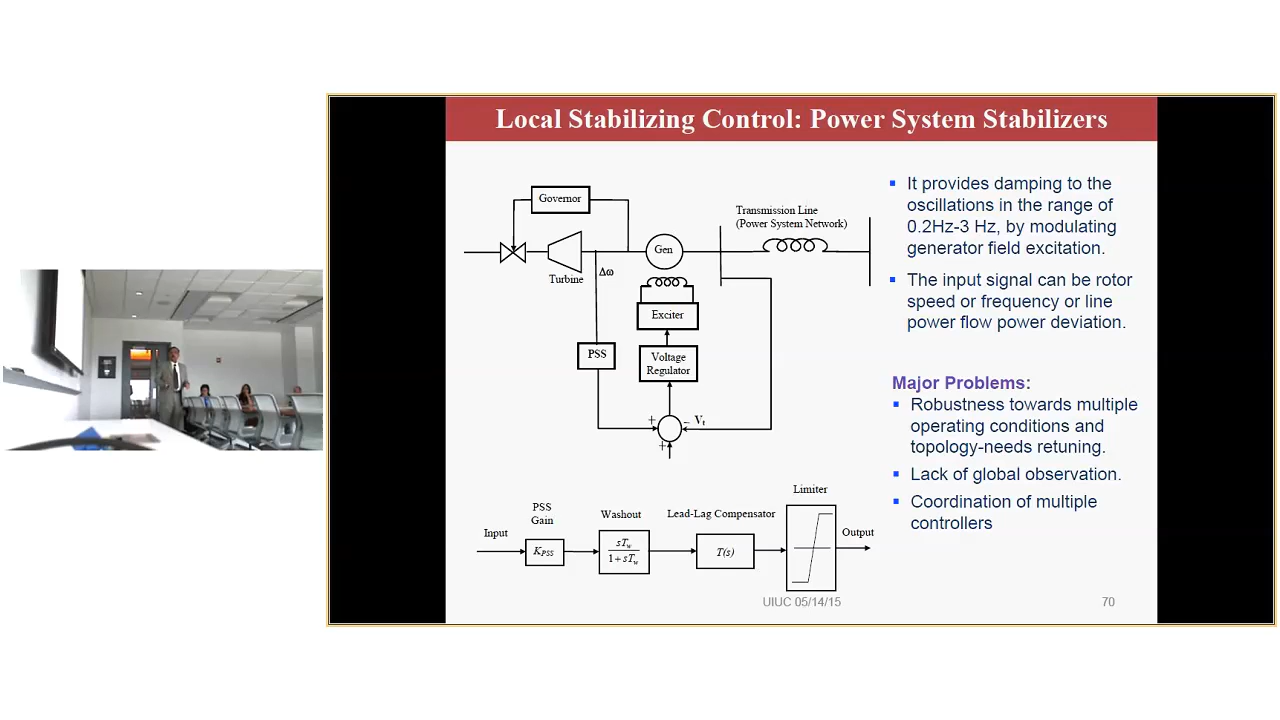 Local Stabilizing Control: Power System Stabilizers
Governor
Transmission Line
(Power System Network)
Gen
Turbine
Δω
Exciter
PSS
Voltage
Regulator
+
− Vt
+
It provides damping to the
oscillations in the range of
0.2Hz-3 Hz, by modulating
generator field excitation.
The input signal can be rotor
speed or frequency or line
power flow power deviation.
Major Problems:
Robustness towards multiple
operating conditions and
topology-needs retuning.
Lack of global observation.
Coordination of multiple
controllers
Input
PSS
Gain
KPSS
Washout
sTw
1+sTw
Lead-Lag Compensator
T(s)
Limiter
Output
UIUC 05/14/15
70